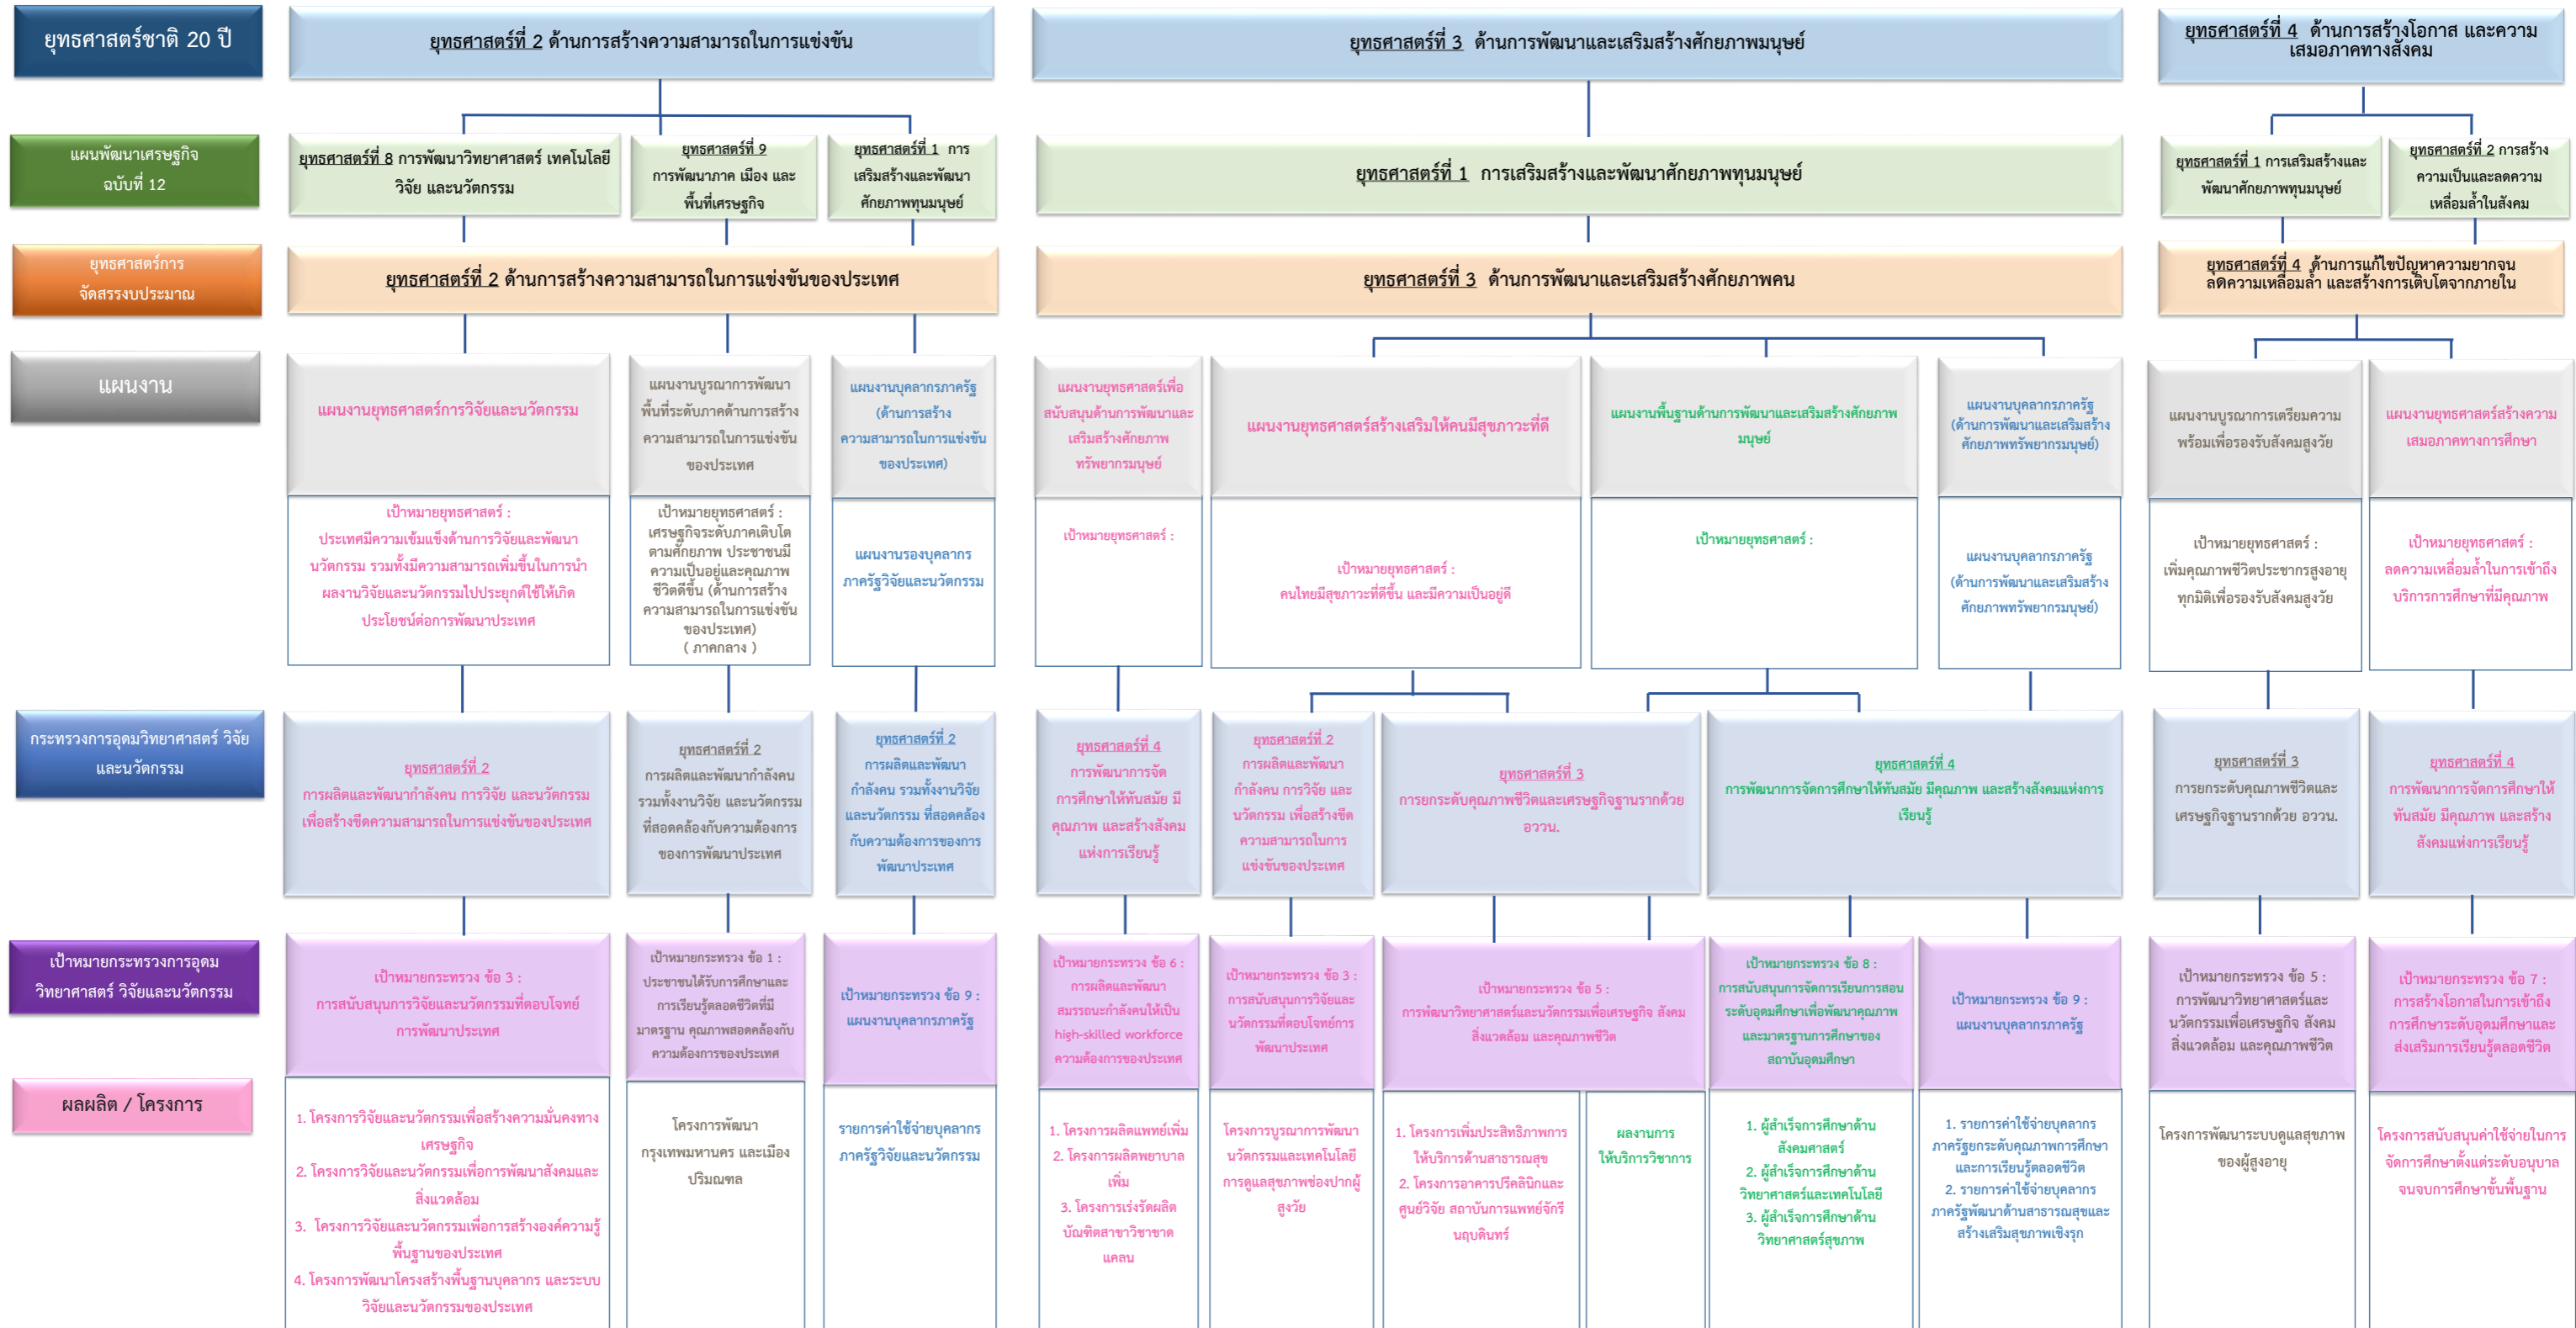 ยุทธศาสตร์ชาติ 20 ปี
ยุทธศาสตร์ที่ 2 ด้านการสร้างความสามารถในการแข่งขัน
ยุทธศาสตร์ที่ 3 ด้านการพัฒนาและเสริมสร้างศักยภาพมนุษย์
ยุทธศาสตร์ที่ 4 ด้านการสร้างโอกาส และความ
เสมอภาคทางสังคม
แผนพัฒนาเศรษฐกิจ
ฉบับที่ 12
ยุทธศาสตร์ที่ 8 การพัฒนาวิทยาศาสตร์ เทคโนโลยี
วิจัย และนวัตกรรม
ยุทธศาสตร์ที่ 9
การพัฒนาภาค เมือง และ
พื้นที่เศรษฐกิจ
ยุทธศาสตร์ที่ 1 การ
เสริมสร้างและพัฒนา
ศักยภาพทุนมนุษย์
ยุทธศาสตร์ที่ 1 การเสริมสร้างและพัฒนาศักยภาพทุนมนุษย์
ยุทธศาสตร์ที่ 1 การเสริมสร้างและ
พัฒนาศักยภาพทุนมนุษย์
ยุทธศาสตร์ที่ 2 การสร้าง
ความเป็นและลดความ
เหลื่อมล้ำในสังคม
ยุทธศาสตร์การ
จัดสรรงบประมาณ
ยุทธศาสตร์ที่ 2 ด้านการสร้างความสามารถในการแข่งขันของประเทศ
ยุทธศาสตร์ที่ 3 ด้านการพัฒนาและเสริมสร้างศักยภาพคน
ยุทธศาสตร์ที่ 4 ด้านการแก้ไขปัญหาความยากจน
ลดความเหลื่อมล้ำ และสร้างการเติบโตจากภายใน
แผนงาน
แผนงานยุทธศาสตร์การวิจัยและนวัตกรรม
แผนงานบูรณาการพัฒนา
พื้นที่ระดับภาคด้านการสร้าง
ความสามารถในการแข่งขัน
ของประเทศ
แผนงานบุคลากรภาครัฐ
(ด้านการสร้าง
ความสามารถในการแข่งขัน
ของประเทศ)
แผนงานยุทธศาสตร์เพื่อ
สนับสนุนด้านการพัฒนาและ
เสริมสร้างศักยภาพ
ทรัพยากรมนุษย์
แผนงานยุทธศาสตร์สร้างเสริมให้คนมีสุขภาวะที่ดี
แผนงานพื้นฐานด้านการพัฒนาและเสริมสร้างศักยภาพ
มนุษย์
แผนงานบุคลากรภาครัฐ
(ด้านการพัฒนาและเสริมสร้าง
ศักยภาพทรัพยากรมนุษย์)
แผนงานบูรณาการเตรียมความ
พร้อมเพื่อรองรับสังคมสูงวัย
แผนงานยุทธศาสตร์สร้างความ
เสมอภาคทางการศึกษา
เป้าหมายยุทธศาสตร์ :
ประเทศมีความเข้มแข็งด้านการวิจัยและพัฒนา
นวัตกรรม รวมทั้งมีความสามารถเพิ่มขึ้นในการนำ
ผลงานวิจัยและนวัตกรรมไปประยุกต์ใช้ให้เกิด
ประโยชน์ต่อการพัฒนาประเทศ
เป้าหมายยุทธศาสตร์ :
เศรษฐกิจระดับภาคเติบโต
ตามศักยภาพ ประชาชนมี
ความเป็นอยู่และคุณภาพ
ชีวิตดีขึ้น (ด้านการสร้าง
ความสามารถในการแข่งขัน
ของประเทศ)
( ภาคกลาง )
แผนงานรองบุคลากร
ภาครัฐวิจัยและนวัตกรรม
เป้าหมายยุทธศาสตร์ :
เป้าหมายยุทธศาสตร์ :
คนไทยมีสุขภาวะที่ดีขึ้น และมีความเป็นอยู่ดี
เป้าหมายยุทธศาสตร์ :
แผนงานบุคลากรภาครัฐ
(ด้านการพัฒนาและเสริมสร้าง
ศักยภาพทรัพยากรมนุษย์)
เป้าหมายยุทธศาสตร์ :
เพิ่มคุณภาพชีวิตประชากรสูงอายุ
ทุกมิติเพื่อรองรับสังคมสูงวัย
เป้าหมายยุทธศาสตร์ :
ลดความเหลื่อมล้ำในการเข้าถึง
บริการการศึกษาที่มีคุณภาพ
กระทรวงการอุดมวิทยาศาสตร์ วิจัย
และนวัตกรรม
ยุทธศาสตร์ที่ 2
การผลิตและพัฒนากำลังคน การวิจัย และนวัตกรรม
เพื่อสร้างขีดความสามารถในการแข่งขันของประเทศ
ยุทธศาสตร์ที่ 2
การผลิตและพัฒนากำลังคน
รวมทั้งงานวิจัย และนวัตกรรม
ที่สอดคล้องกับความต้องการ
ของการพัฒนาประเทศ
ยุทธศาสตร์ที่ 2
การผลิตและพัฒนา
กำลังคน รวมทั้งงานวิจัย
และนวัตกรรม ที่สอดคล้อง
กับความต้องการของการ
พัฒนาประเทศ
ยุทธศาสตร์ที่ 4
การพัฒนาการจัด
การศึกษาให้ทันสมัย มี
คุณภาพ และสร้างสังคม
แห่งการเรียนรู้
ยุทธศาสตร์ที่ 2
การผลิตและพัฒนา
กำลังคน การวิจัย และ
นวัตกรรม เพื่อสร้างขีด
ความสามารถในการ
แข่งขันของประเทศ
ยุทธศาสตร์ที่ 3
การยกระดับคุณภาพชีวิตและเศรษฐกิจฐานรากด้วย
อววน.
ยุทธศาสตร์ที่ 4
การพัฒนาการจัดการศึกษาให้ทันสมัย มีคุณภาพ และสร้างสังคมแห่งการ
เรียนรู้
ยุทธศาสตร์ที่ 3
การยกระดับคุณภาพชีวิตและ
เศรษฐกิจฐานรากด้วย อววน.
ยุทธศาสตร์ที่ 4
การพัฒนาการจัดการศึกษาให้
ทันสมัย มีคุณภาพ และสร้าง
สังคมแห่งการเรียนรู้
เป้าหมายกระทรวงการอุดม
วิทยาศาสตร์ วิจัยและนวัตกรรม
เป้าหมายกระทรวง ข้อ 3 :
การสนับสนุนการวิจัยและนวัตกรรมที่ตอบโจทย์
การพัฒนาประเทศ
เป้าหมายกระทรวง ข้อ 1 :
ประชาชนได้รับการศึกษาและ
การเรียนรู้ตลอดชีวิตที่มี
มาตรฐาน คุณภาพสอดคล้องกับ
ความต้องการของประเทศ
เป้าหมายกระทรวง ข้อ 9 :
แผนงานบุคลากรภาครัฐ
เป้าหมายกระทรวง ข้อ 6 :
การผลิตและพัฒนา
สมรรถนะกำลังคนให้เป็น
high-skilled workforce
ความต้องการของประเทศ
เป้าหมายกระทรวง ข้อ 3 :
การสนับสนุนการวิจัยและ
นวัตกรรมที่ตอบโจทย์การ
พัฒนาประเทศ
เป้าหมายกระทรวง ข้อ 5 :
การพัฒนาวิทยาศาสตร์และนวัตกรรมเพื่อเศรษฐกิจ สังคม
สิ่งแวดล้อม และคุณภาพชีวิต
เป้าหมายกระทรวง ข้อ 8 :
การสนับสนุนการจัดการเรียนการสอน
ระดับอุดมศึกษาเพื่อพัฒนาคุณภาพ
และมาตรฐานการศึกษาของ
สถาบันอุดมศึกษา
เป้าหมายกระทรวง ข้อ 9 :
แผนงานบุคลากรภาครัฐ
เป้าหมายกระทรวง ข้อ 5 :
การพัฒนาวิทยาศาสตร์และ
นวัตกรรมเพื่อเศรษฐกิจ สังคม
สิ่งแวดล้อม และคุณภาพชีวิต
เป้าหมายกระทรวง ข้อ 7 :
การสร้างโอกาสในการเข้าถึง
การศึกษาระดับอุดมศึกษาและ
ส่งเสริมการเรียนรู้ตลอดชีวิต
ผลผลิต / โครงการ
1. โครงการวิจัยและนวัตกรรมเพื่อสร้างความมั่นคงทาง
เศรษฐกิจ
2. โครงการวิจัยและนวัตกรรมเพื่อการพัฒนาสังคมและ
สิ่งแวดล้อม
3. โครงการวิจัยและนวัตกรรมเพื่อการสร้างองค์ความรู้
พื้นฐานของประเทศ
4. โครงการพัฒนาโครงสร้างพื้นฐานบุคลากร และระบบ
วิจัยและนวัตกรรมของประเทศ
โครงการพัฒนา
กรุงเทพมหานคร และเมือง
ปริมณฑล
รายการค่าใช้จ่ายบุคลากร
ภาครัฐวิจัยและนวัตกรรม
1. โครงการผลิตแพทย์เพิ่ม
2. โครงการผลิตพยาบาล
เพิ่ม
3. โครงการเร่งรัดผลิต
บัณฑิตสาขาวิชาขาด
แคลน
โครงการบูรณาการพัฒนา
นวัตกรรมและเทคโนโลยี
การดูแลสุขภาพช่องปากผู้
สูงวัย
1. โครงการเพิ่มประสิทธิภาพการ
ให้บริการด้านสาธารณสุข
2. โครงการอาคารปรีคลินิกและ
ศูนย์วิจัย สถาบันการแพทย์จักรี
นฤบดินทร์
ผลงานการ
ให้บริการวิชาการ
1. ผู้สำเร็จการศึกษาด้าน
สังคมศาสตร์
2. ผู้สำเร็จการศึกษาด้าน
วิทยาศาสตร์และเทคโนโลยี
3. ผู้สำเร็จการศึกษาด้าน
วิทยาศาสตร์สุขภาพ
1. รายการค่าใช้จ่ายบุคลากร
ภาครัฐยกระดับคุณภาพการศึกษา
และการเรียนรู้ตลอดชีวิต
2. รายการค่าใช้จ่ายบุคลากร
ภาครัฐพัฒนาด้านสาธารณสุขและ
สร้างเสริมสุขภาพเชิงรุก
โครงการพัฒนาระบบดูแลสุขภาพ
ของผู้สูงอายุ
โครงการสนับสนุนค่าใช้จ่ายในการ
จัดการศึกษาตั้งแต่ระดับอนุบาล
จนจบการศึกษาขั้นพื้นฐาน